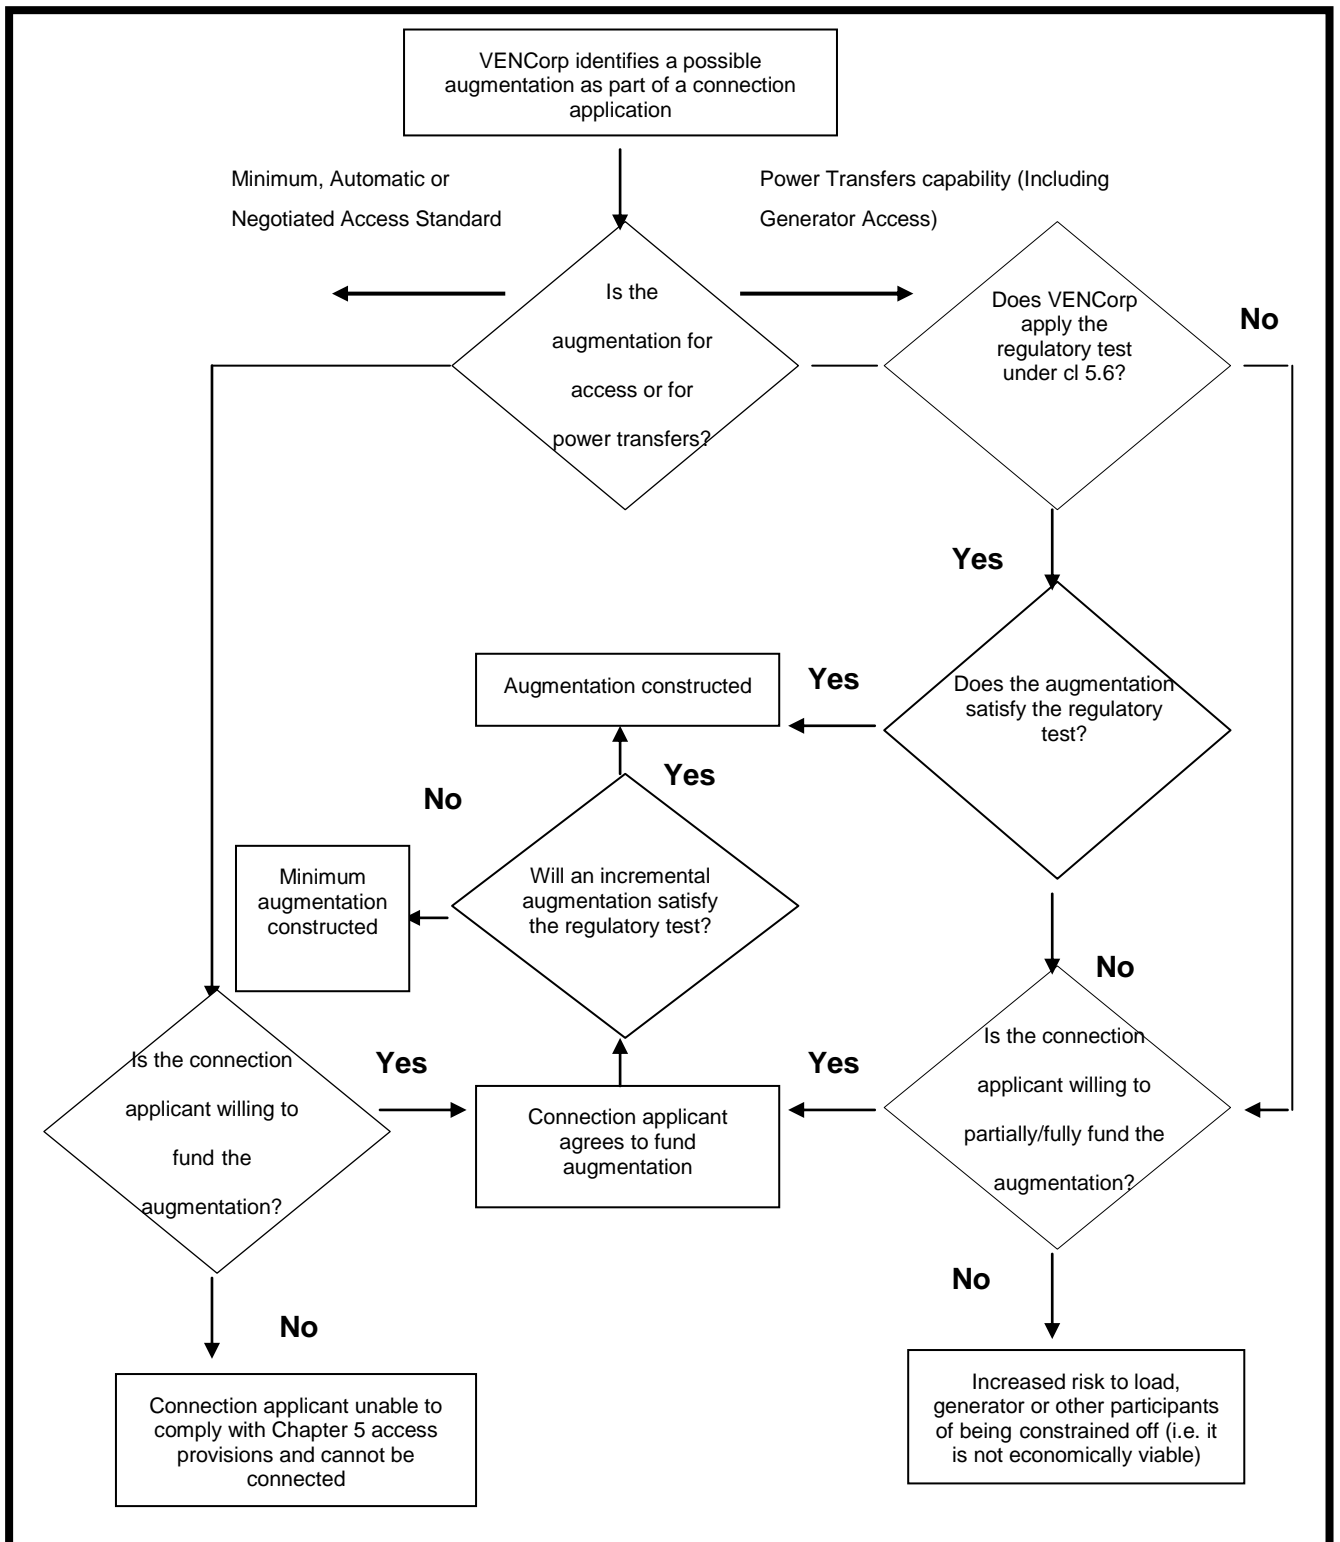 VENCorp identifies a possible
augmentation as part of a connection
application
Minimum, Automatic or
Negotiated Access Standard
Power Transfers capability (Including
Generator Access)
Is the
augmentation for
access or for
power transfers?
Does VENCorp
apply the
regulatory test
under cl 5.6?
No
Yes
Augmentation constructed
Yes
Does the augmentation
satisfy the regulatory
test?
Yes
No
Minimum
augmentation
constructed
Will an incremental
augmentation satisfy
the regulatory test?
No
Is the connection
applicant willing to
fund the
augmentation?
Yes
Connection applicant
agrees to fund
augmentation
Yes
Is the connection
applicant willing to
partially/fully fund the
augmentation?
No
No
Connection applicant unable to
comply with Chapter 5 access
provisions and cannot be
connected
Increased risk to load,
generator or other participants
of being constrained off (i.e. it
is not economically viable)